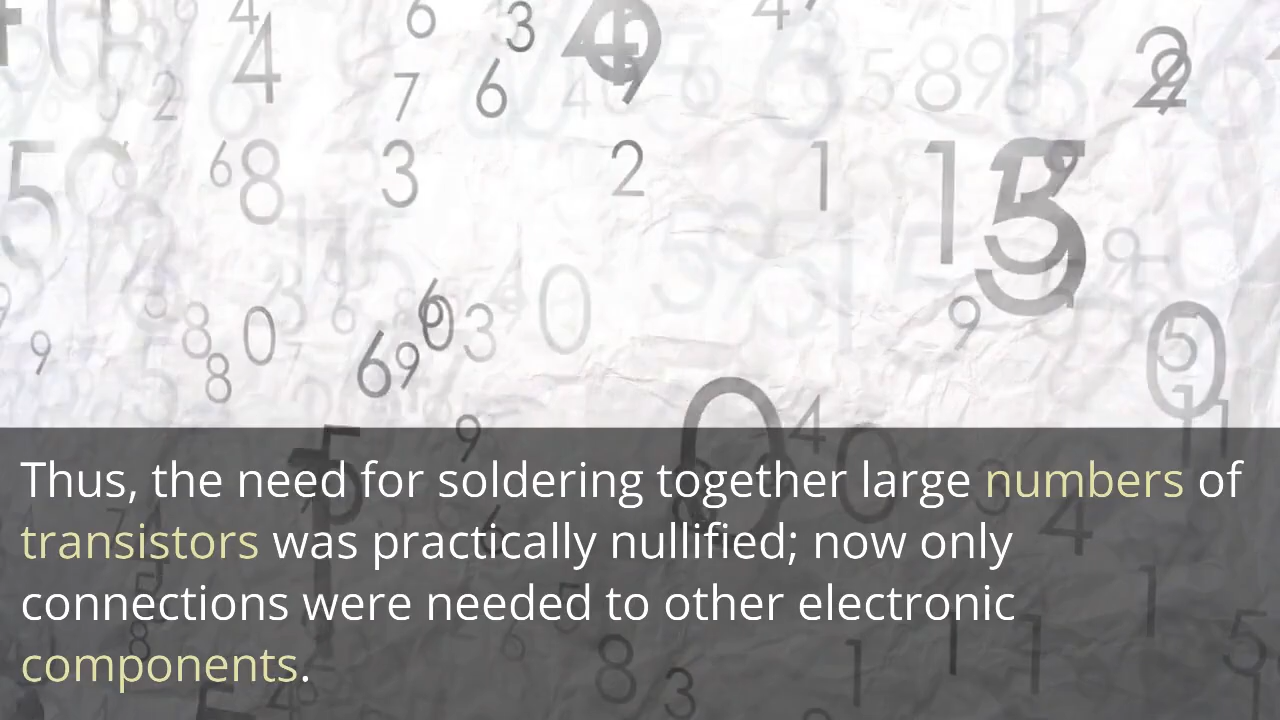 Thus, the need for soldering together large numbers of
transistors was practically nullified; now only
connections were needed to other electronic
components.